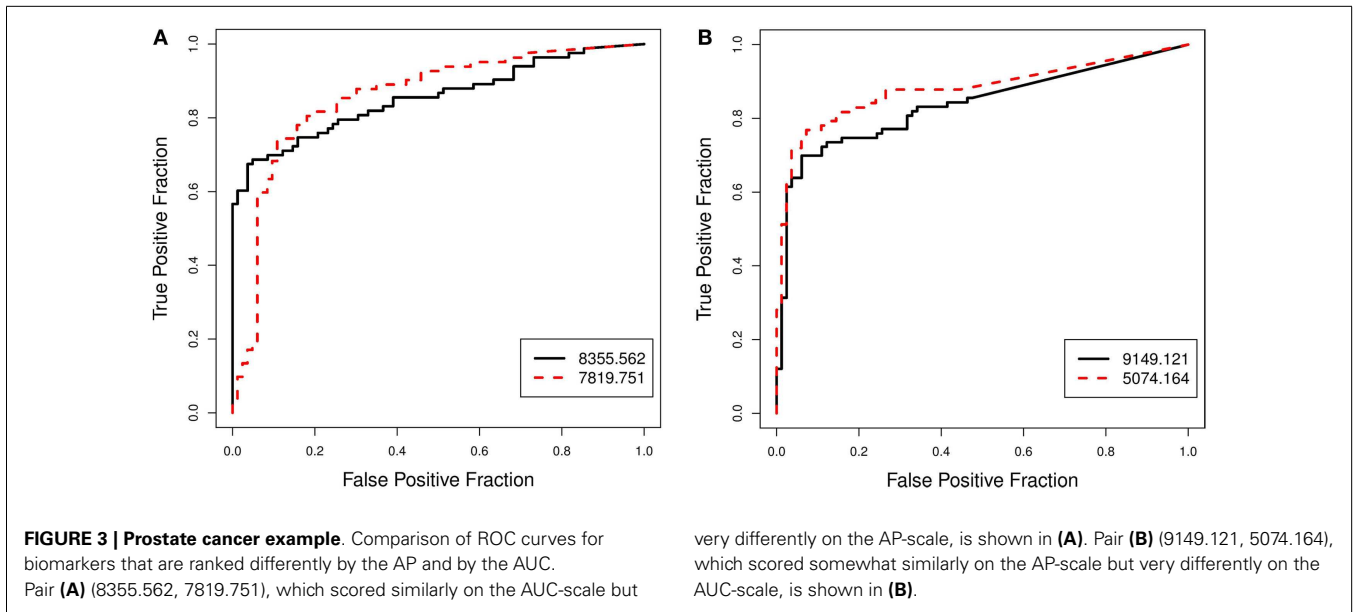 A
1.0
0.8
0.6
0.4
0.2
0.0
True Positive Fraction
8355.562
7819.751
0.0 0.2 0.4 0.6 0.8 1.0
False Positive Fraction
B
1.0
0.8
0.6
0.4
0.2
0.0
True Positive Fraction
9149.121
5074.164
0.0 0.2 0.4 0.6 0.8 1.0
False Positive Fraction
FIGURE 3 | Prostate cancer example. Comparison of ROC curves for
biomarkers that are ranked differently by the AP and by the AUC.
Pair (A) (8355.562, 7819.751), which scored similarly on the AUC-scale but
very differently on the AP-scale, is shown in (A). Pair (B) (9149.121, 5074.164),
which scored somewhat similarly on the AP-scale but very differently on the
AUC-scale, is shown in (B).